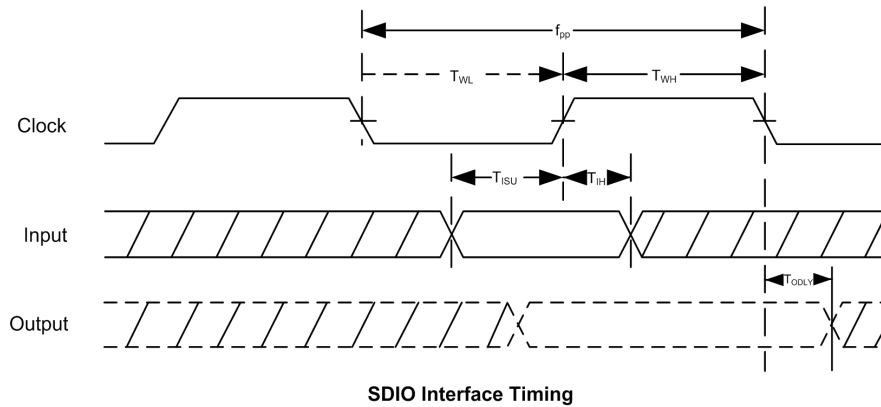 fpp
TWL
TWH
Clock
TISU
TIH
Input
TODLY
Output
SDIO Interface Timing